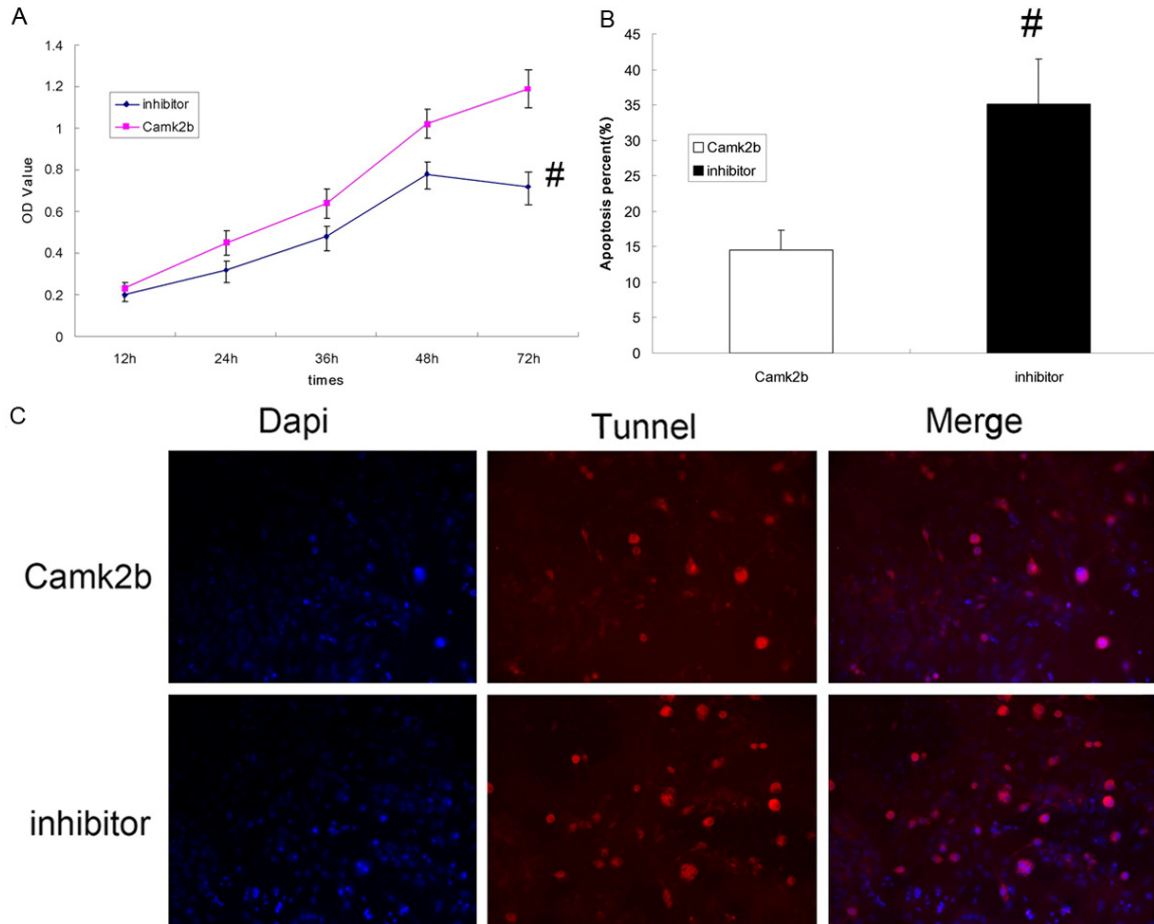 A
1.4
1.2
1
0.8
0.6
0.4
0.2
0
OD Value
inhibitor
Camk2b
#
12h 24h 36h 48h 72h
times
B
#
45
40
35
30
25
20
15
10
5
0
Apoptosis percent(%)
Camk2b
inhibitor
Camk2b inhibitor
C
Dapi Tunnel Merge
Camk2b
inhibitor